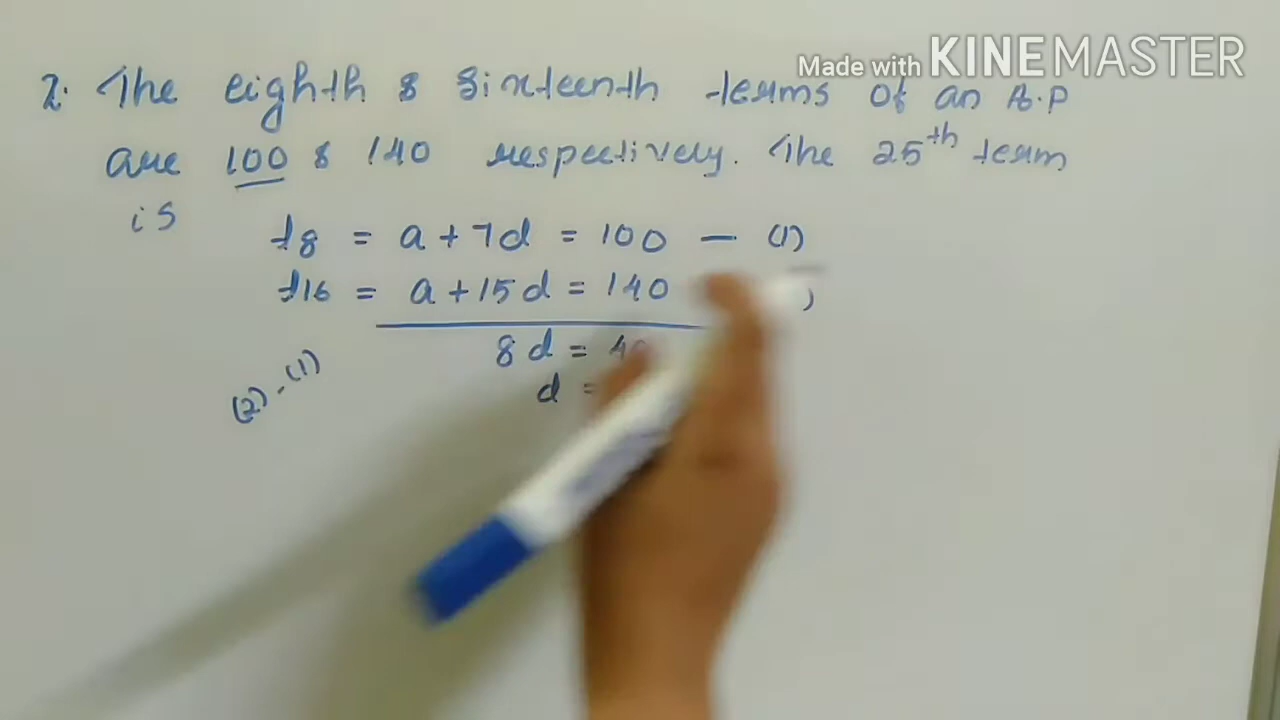 Made with KINEMASTER
2. The eighth & sixteenth terms of an A.P
are 100 & 140 respectively. The 25th term
is
t8 = a + 7d = 100 — (1)
t16 = a + 15d = 140
8d = 40
d =
(2) - (1)